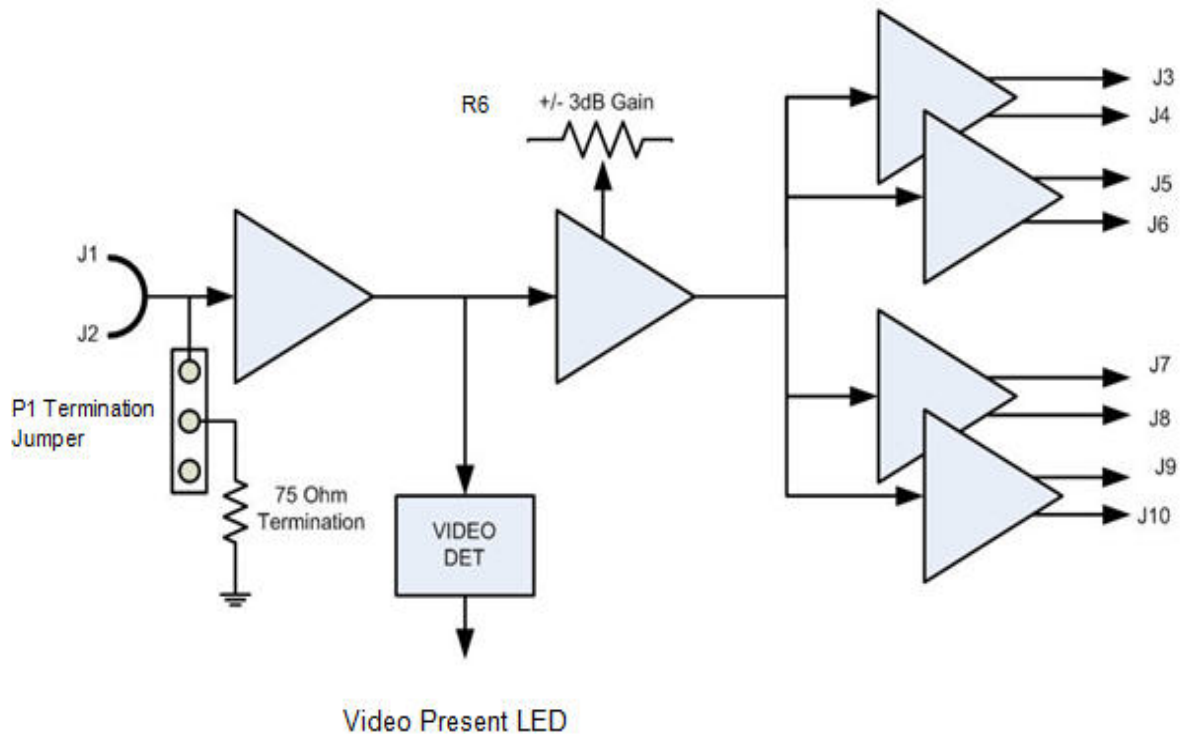 R6
+/- 3dB Gain
J1
J2
P1 Termination
Jumper
75 Ohm
Termination
VIDEO
DET
Video Present LED
J3
J4
J5
J6
J7
J8
J9
J10